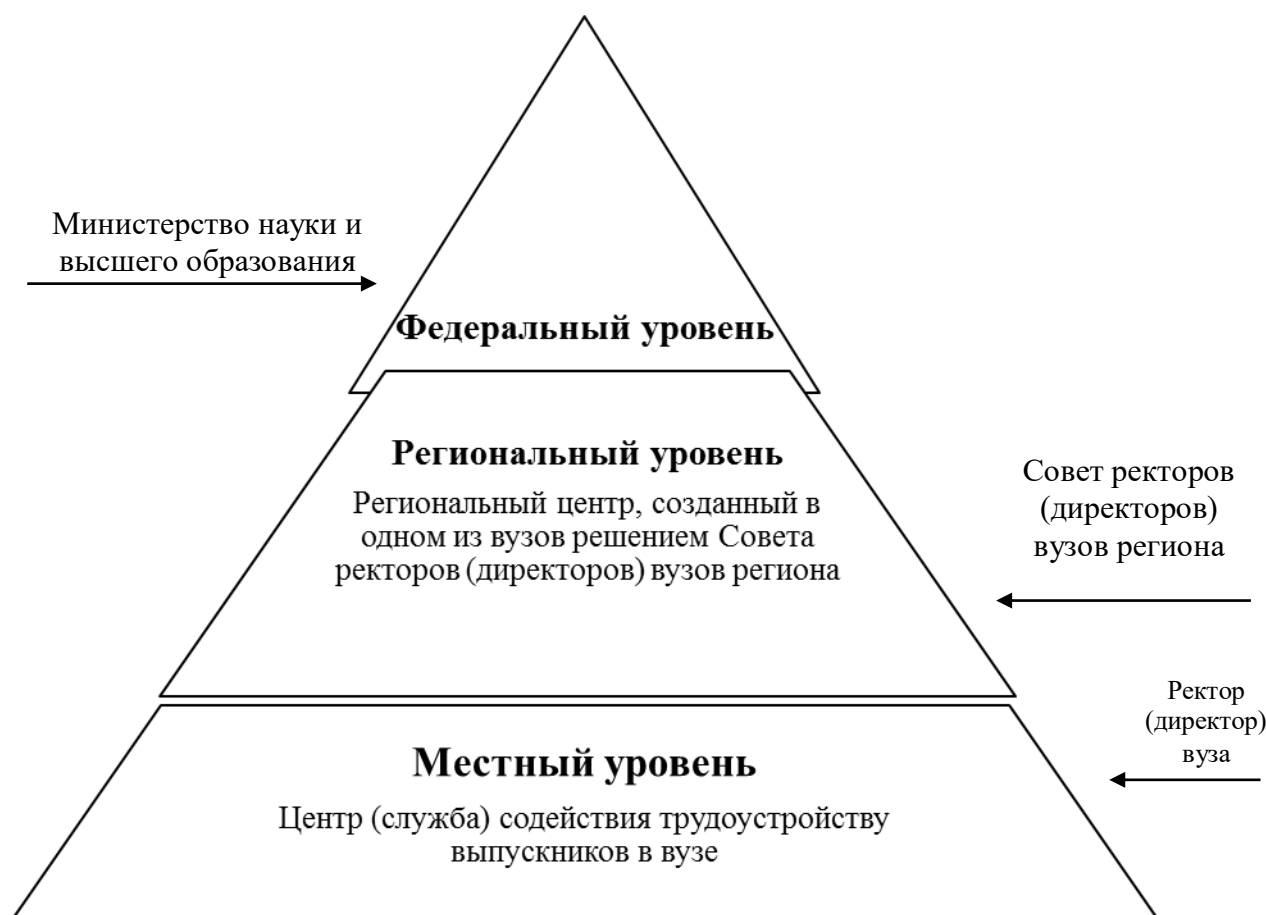 Министерство науки и
высшего образования
Федеральный уровень
Региональный уровень
Региональный центр, созданный в
одном из вузов решением Совета
ректоров (директоров) вузов региона
Совет ректоров
(директоров)
вузов региона
Ректор
(директор)
вуза
Местный уровень
Центр (служба) содействия трудоустройству
выпускников в вузе